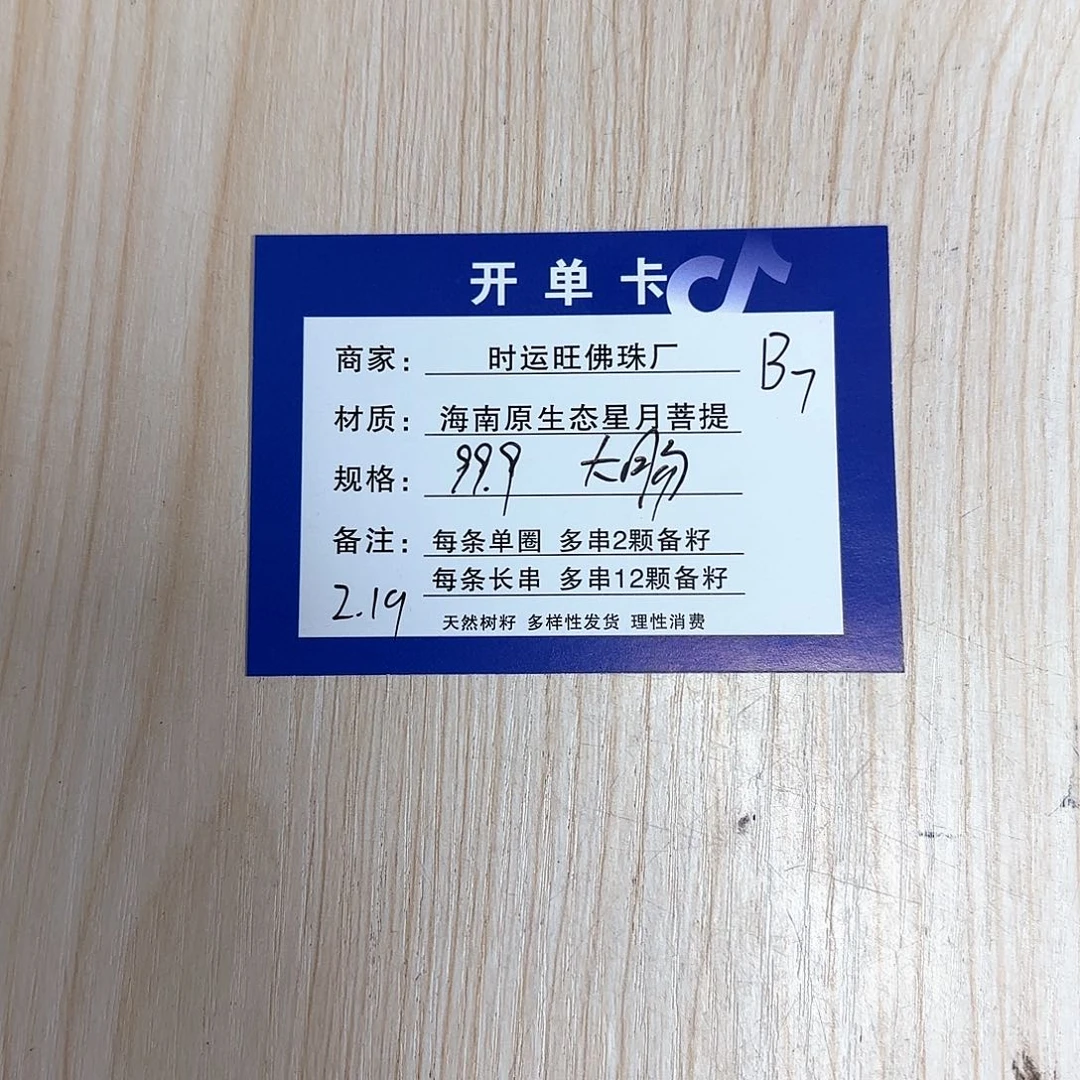 开单卡
商家： 时运旺佛珠厂 B7
材质： 海南原生态星月菩提
规格： 99.9 大肠
备注： 每条单圈 多串2颗备籽
每条长串 多串12颗备籽
2.19
天然树籽 多样性发货 理性消费